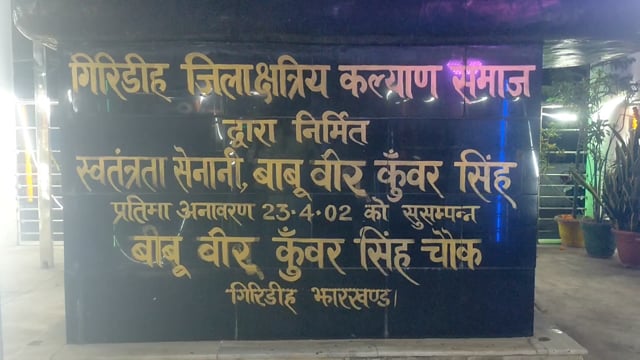 गिरिडीह जिला क्षत्रिय कल्याण समाज
द्वारा निर्मित
स्वतंत्रता सेनानी, बाबू वीर कुँवर सिंह
प्रतिमा अनावरण 23·4·02 को सुसम्पन्न
बाबू वीर कुँवर सिंह चौक
गिरिडीह झारखण्ड।